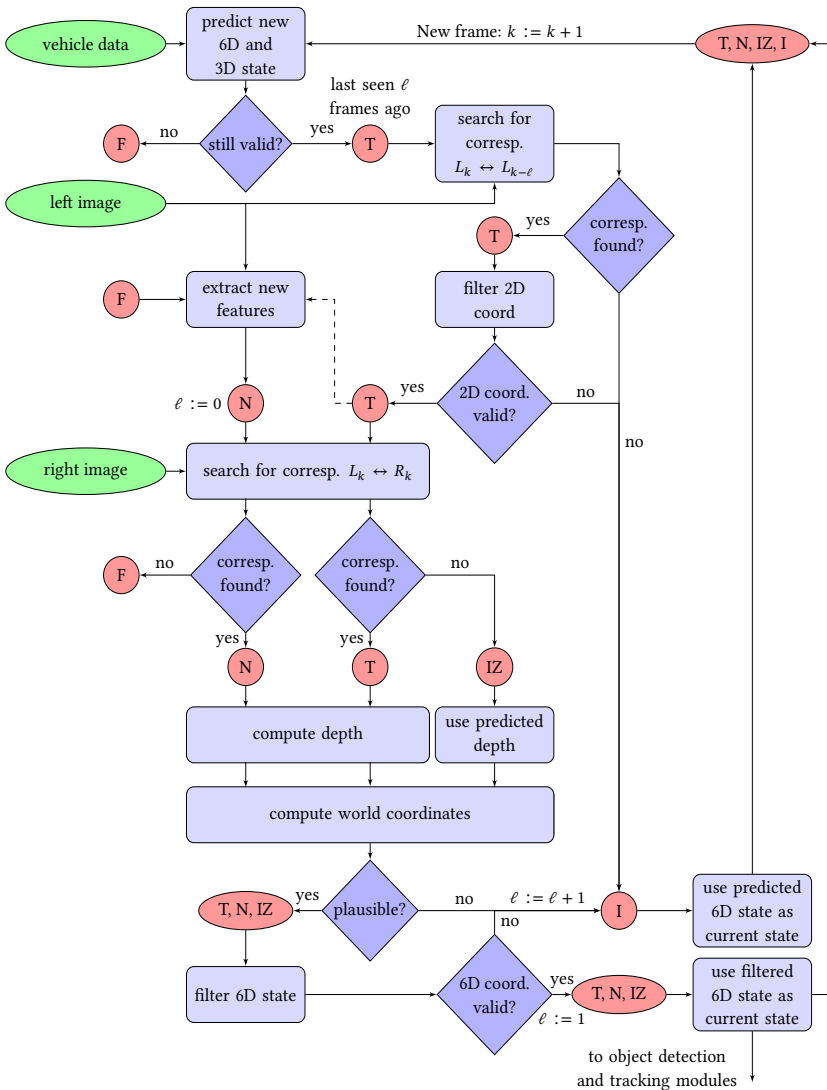 predict new
6D and
3D state
vehicle data
New frame: k := k + 1
T, N, IZ, I
last seen ℓ
frames ago
no
F
still valid?
yes
T
search for
corresp.
L_k ↔ L_{k−ℓ}
left image
corresp.
found?
yes
T
F
extract new
features
filter 2D
coord
ℓ := 0
N
T
yes
2D coord.
valid?
no
no
right image
search for corresp. L_k ↔ R_k
F
no
corresp.
found?
corresp.
found?
no
yes
yes
N
T
IZ
compute depth
use predicted
depth
compute world coordinates
T, N, IZ
yes
plausible?
no
ℓ := ℓ + 1
I
use predicted
6D state as
current state
no
filter 6D state
6D coord.
valid?
yes
ℓ := 1
T, N, IZ
use filtered
6D state as
current state
to object detection
and tracking modules